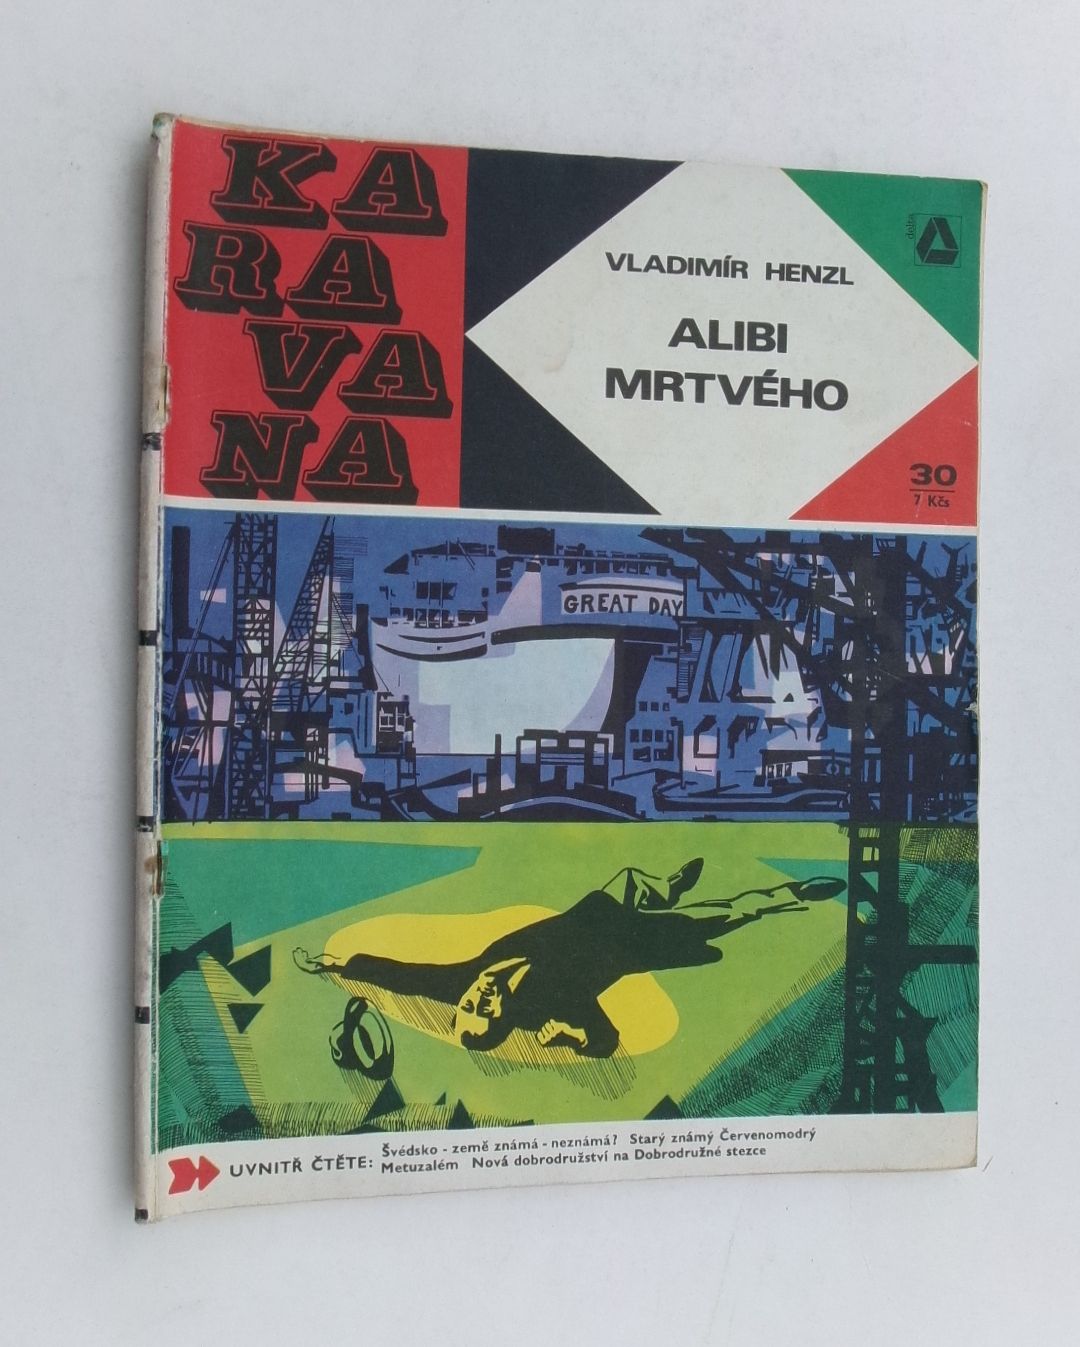 KA
RA
VA
NA
delta
VLADIMÍR HENZL
ALIBI
MRTVÉHO
30
7 Kčs
GREAT DAY
UVNITŘ ČTĚTE:
Švédsko - země známá - neznámá? Starý známý Červenomodrý
Metuzalém Nová dobrodružství na Dobrodružné stezce